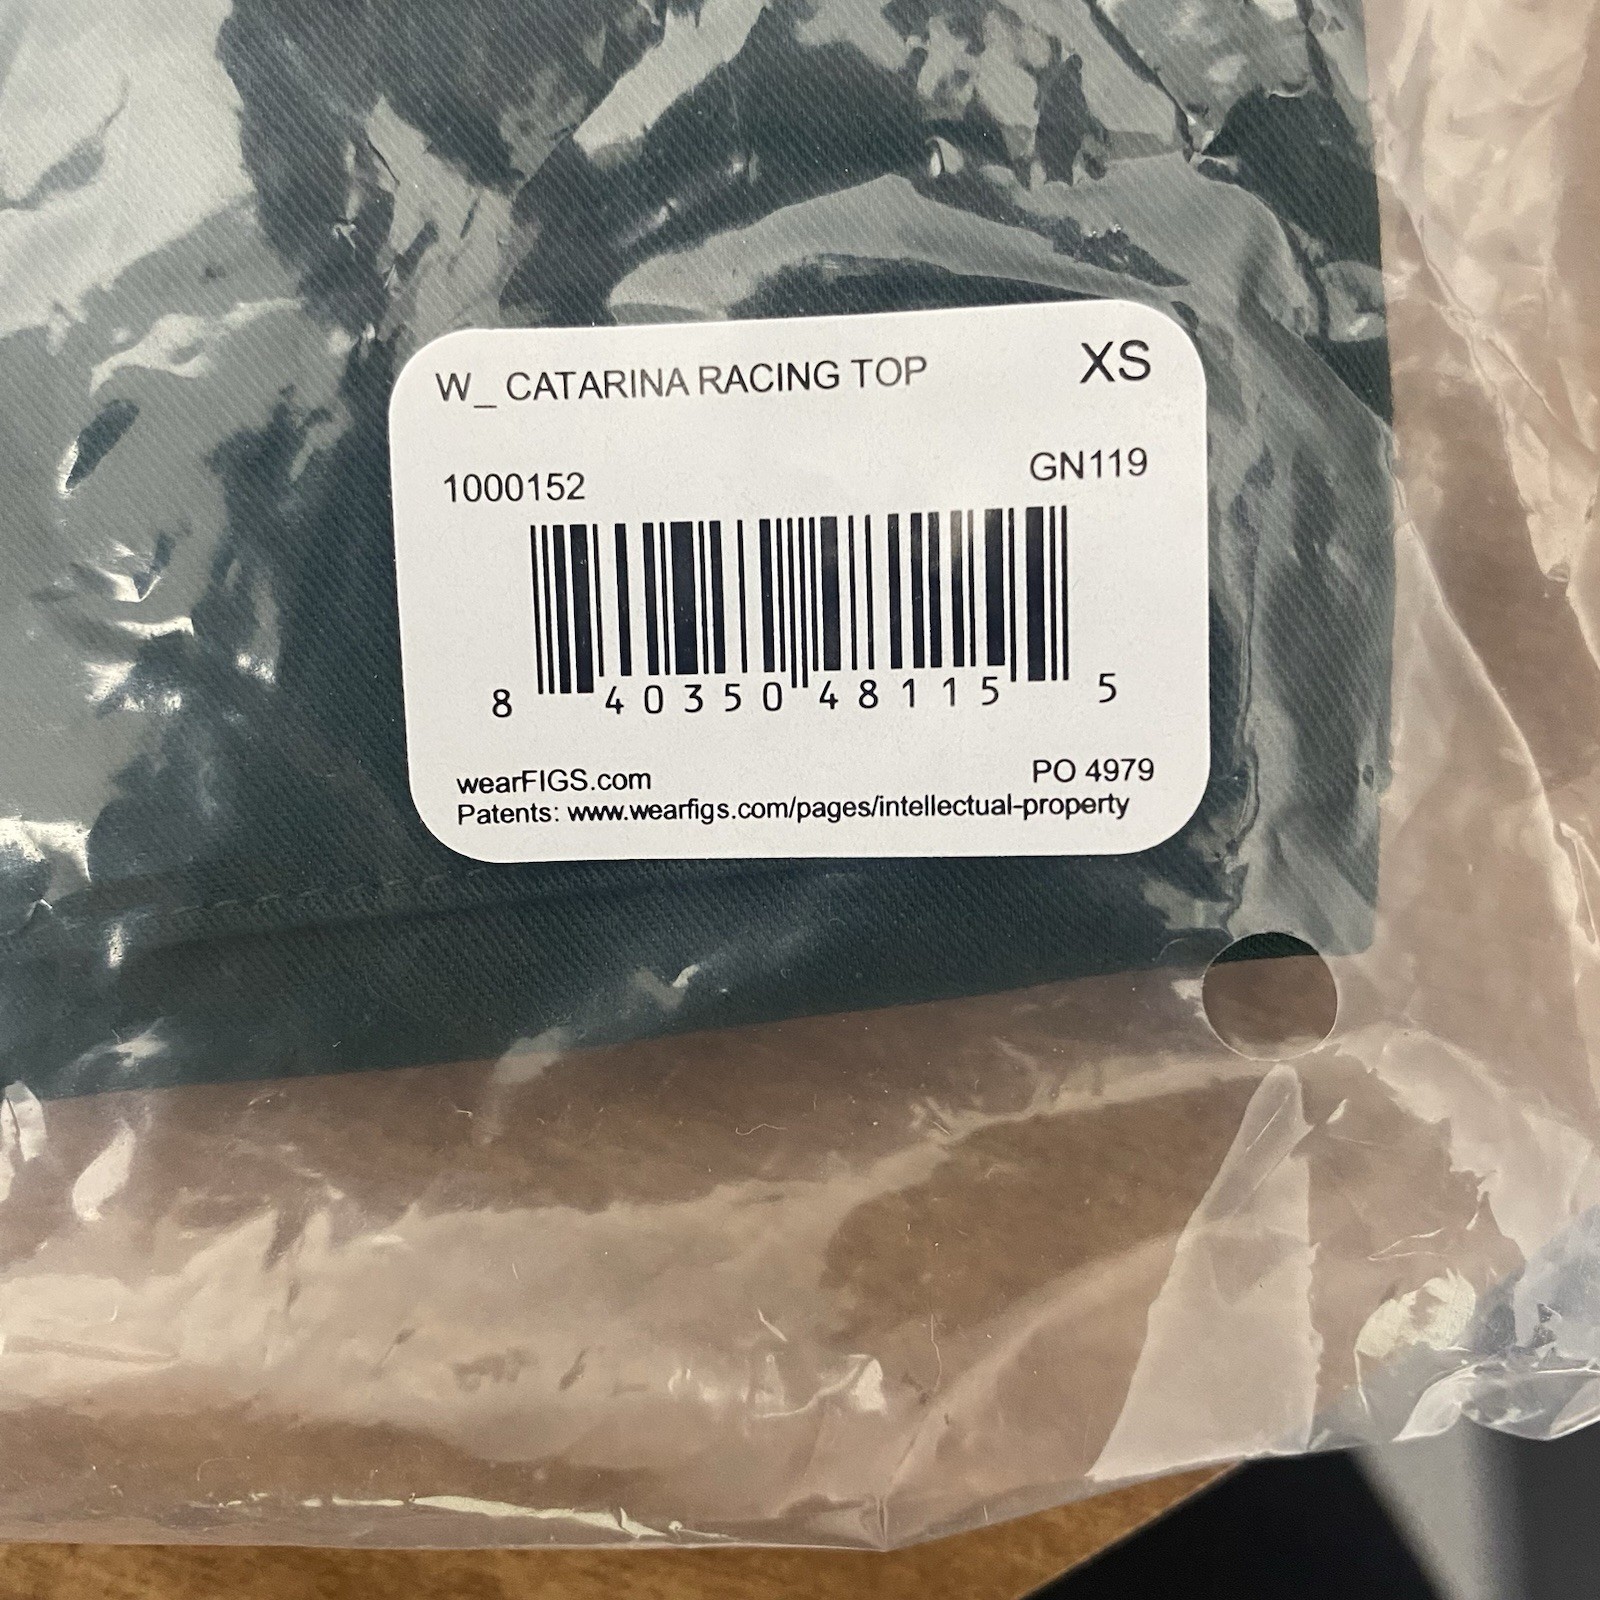 W_ CATARINA RACING TOP XS
1000152 GN119
8 40350 48115 5
wearFIGS.com PO 4979
Patents: www.wearfigs.com/pages/intellectual-property